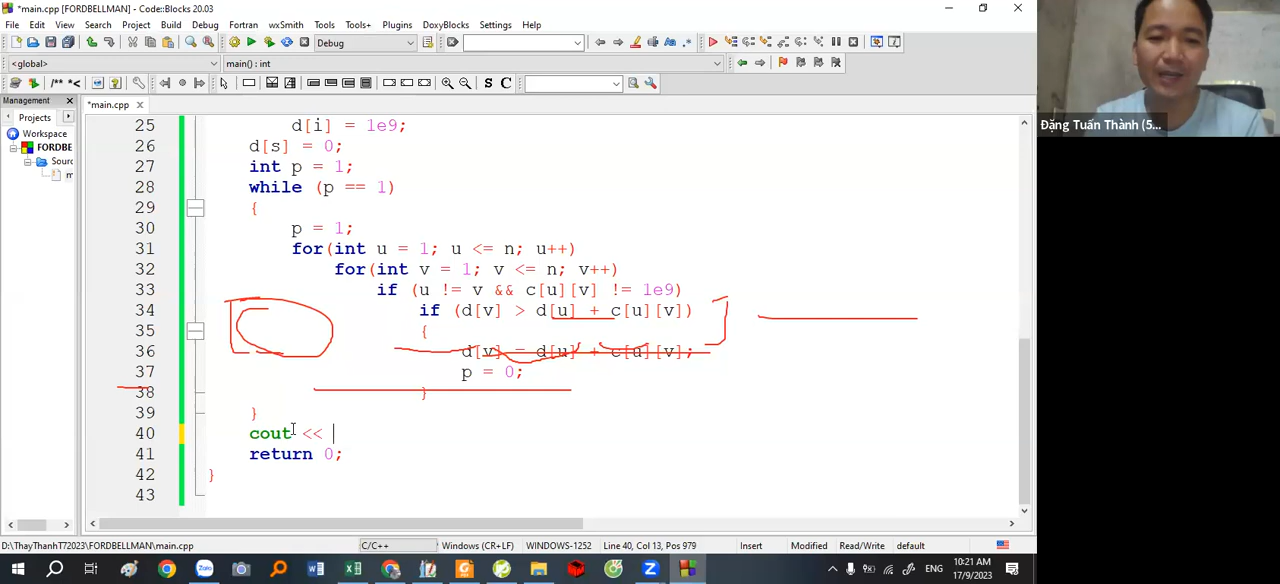 *main.cpp [FORDBELLMAN] - Code::Blocks 20.03
File Edit View Search Project Build Debug Fortran wxSmith Tools Tools+ Plugins DoxyBlocks Settings Help
Debug
<global> main() : int
/** *< S C
Management
Projects
Workspace
FORDBE
Sourc
m
*main.cpp
25 d[i] = 1e9;
26 d[s] = 0;
27 int p = 1;
28 while (p == 1)
29 {
30 p = 1;
31 for(int u = 1; u <= n; u++)
32 for(int v = 1; v <= n; v++)
33 if (u != v && c[u][v] != 1e9)
34 if (d[v] > d[u] + c[u][v])
35 {
36 d[v] = d[u] + c[u][v];
37 p = 0;
38 }
39 }
40 cout <<
41 return 0;
42 }
43
Đặng Tuấn Thành (5...
D:\ThayThanhT72023\FORDBELLMAN\main.cpp C/C++ Windows (CR+LF) WINDOWS-1252 Line 40, Col 13, Pos 979 Insert Modified Read/Write default
Zalo ENG 10:21 AM
17/9/2023